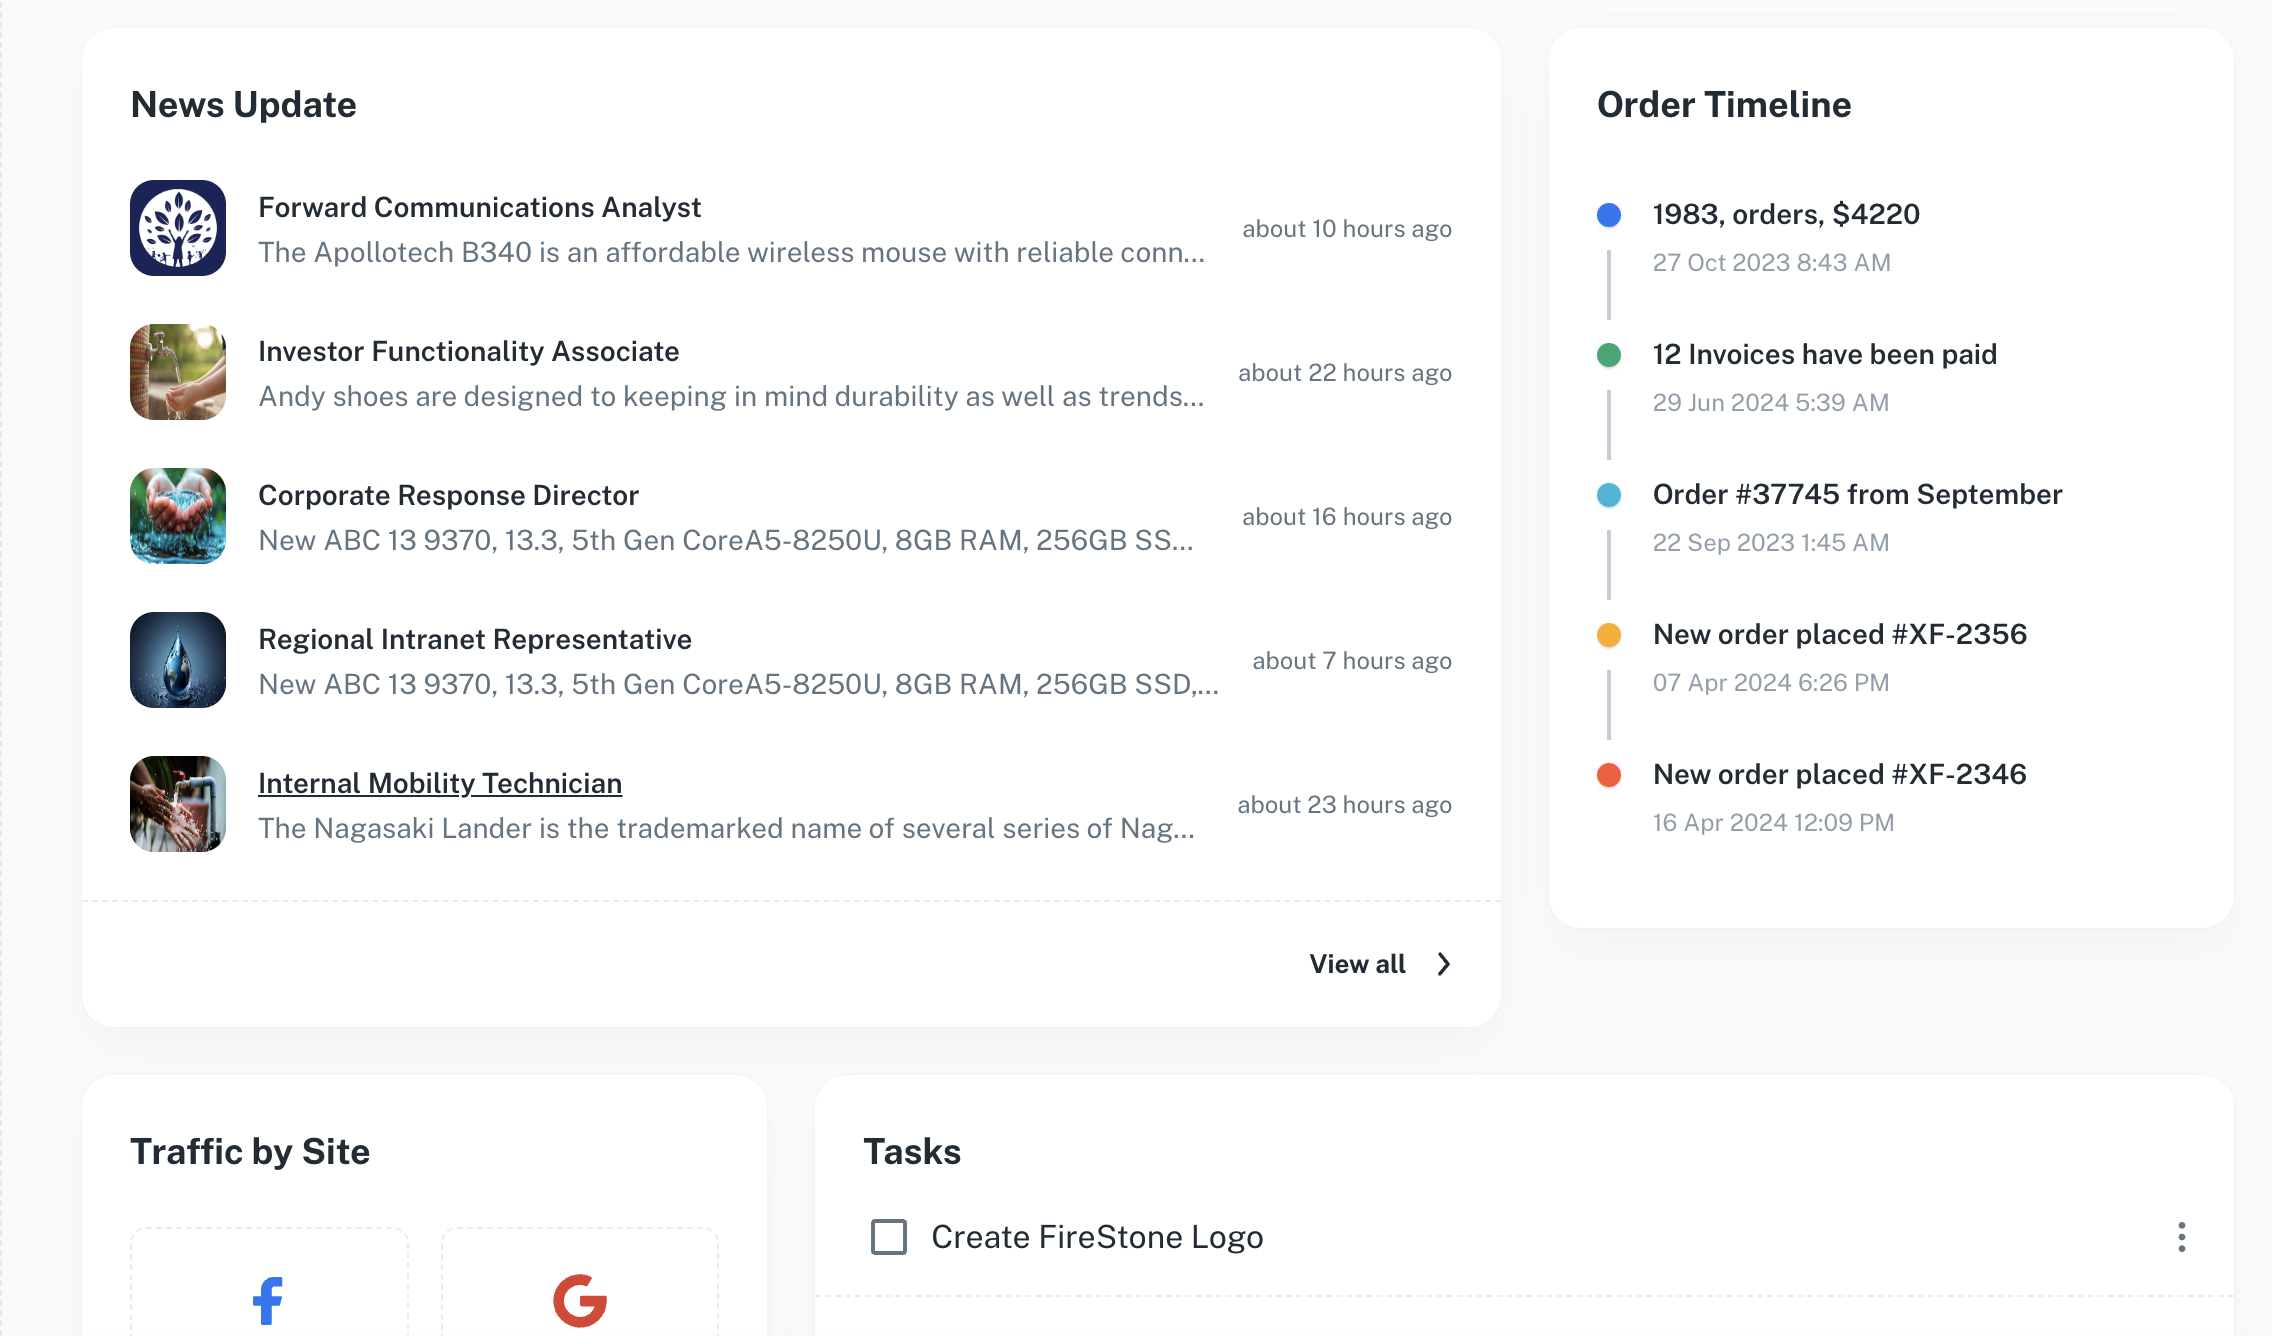 News Update
Forward Communications Analyst
The Apollotech B340 is an affordable wireless mouse with reliable conn...
about 10 hours ago
Investor Functionality Associate
Andy shoes are designed to keeping in mind durability as well as trends...
about 22 hours ago
Corporate Response Director
New ABC 13 9370, 13.3, 5th Gen CoreA5-8250U, 8GB RAM, 256GB SS...
about 16 hours ago
Regional Intranet Representative
New ABC 13 9370, 13.3, 5th Gen CoreA5-8250U, 8GB RAM, 256GB SSD,...
about 7 hours ago
Internal Mobility Technician
The Nagasaki Lander is the trademarked name of several series of Nag...
about 23 hours ago
View all
Order Timeline
1983, orders, $4220
27 Oct 2023 8:43 AM
12 Invoices have been paid
29 Jun 2024 5:39 AM
Order #37745 from September
22 Sep 2023 1:45 AM
New order placed #XF-2356
07 Apr 2024 6:26 PM
New order placed #XF-2346
16 Apr 2024 12:09 PM
Traffic by Site
Tasks
Create FireStone Logo